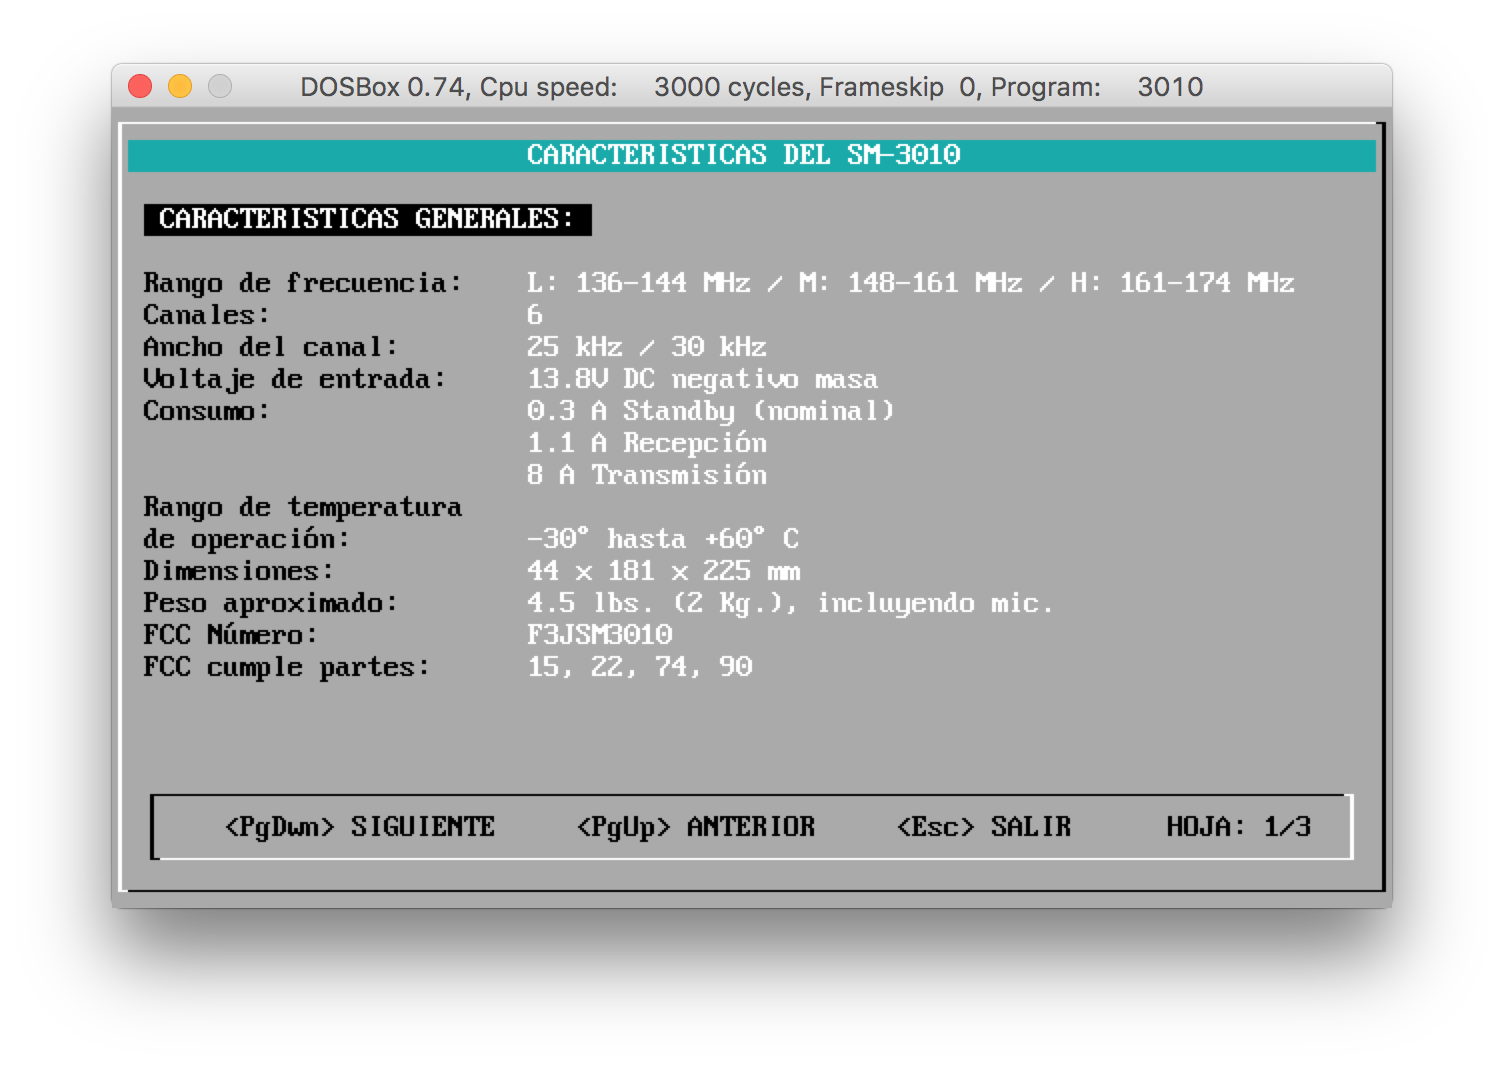 DOSBox 0.74, Cpu speed: 3000 cycles, Frameskip 0, Program: 3010
CARACTERISTICAS DEL SM-3010
CARACTERISTICAS GENERALES:
Rango de frecuencia: L: 136-144 MHz / M: 148-161 MHz / H: 161-174 MHz
Canales: 6
Ancho del canal: 25 kHz / 30 kHz
Voltaje de entrada: 13.8V DC negativo masa
Consumo: 0.3 A Standby (nominal)
1.1 A Recepción
8 A Transmisión
Rango de temperatura
de operación: -30° hasta +60° C
Dimensiones: 44 x 181 x 225 mm
Peso aproximado: 4.5 lbs. (2 Kg.), incluyendo mic.
FCC Número: F3JSM3010
FCC cumple partes: 15, 22, 74, 90
<PgDwn> SIGUIENTE <PgUp> ANTERIOR <Esc> SALIR HOJA: 1/3